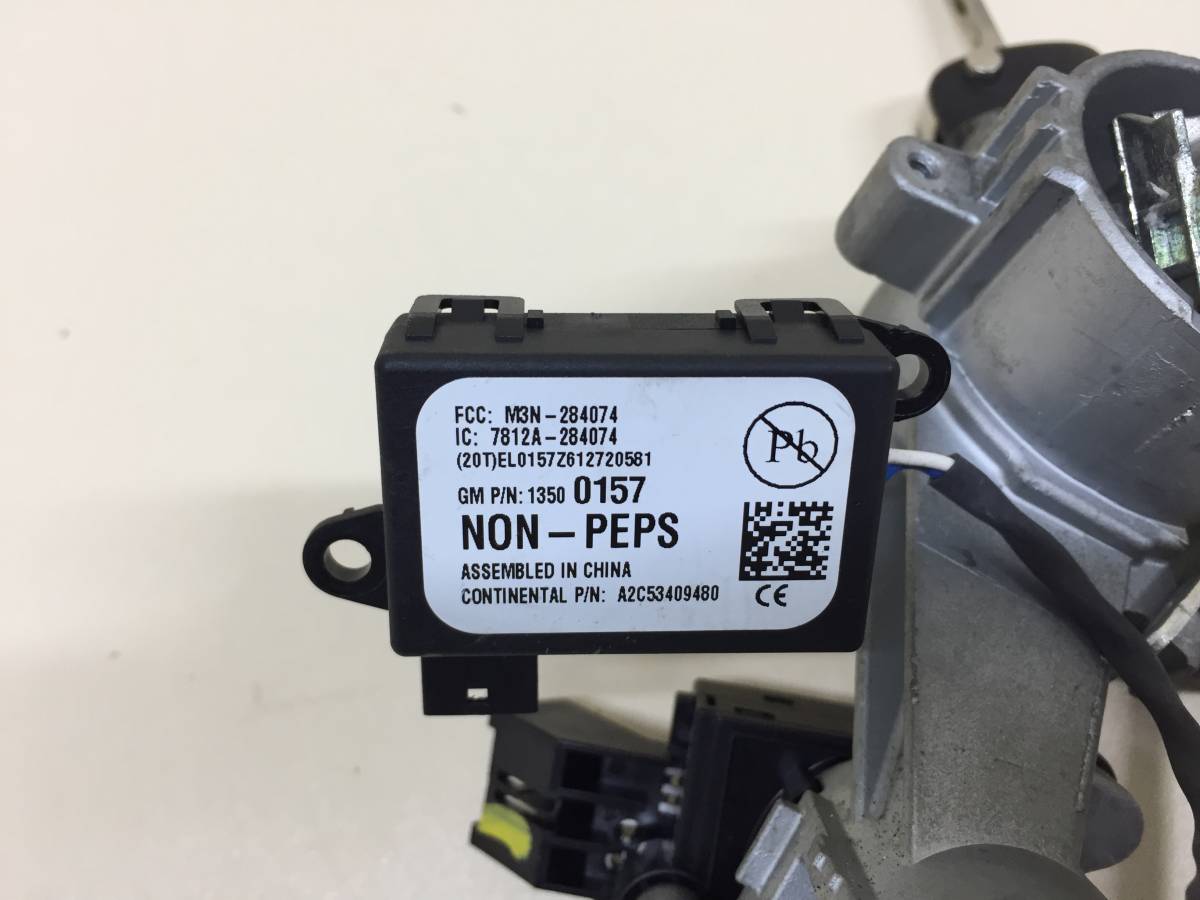 FCC: M3N-284074
IC: 7812A-284074
(20T)EL0157Z612720581
GM P/N: 1350 0157
NON-PEPS
ASSEMBLED IN CHINA
CONTINENTAL P/N: A2C53409480
Pb
CE